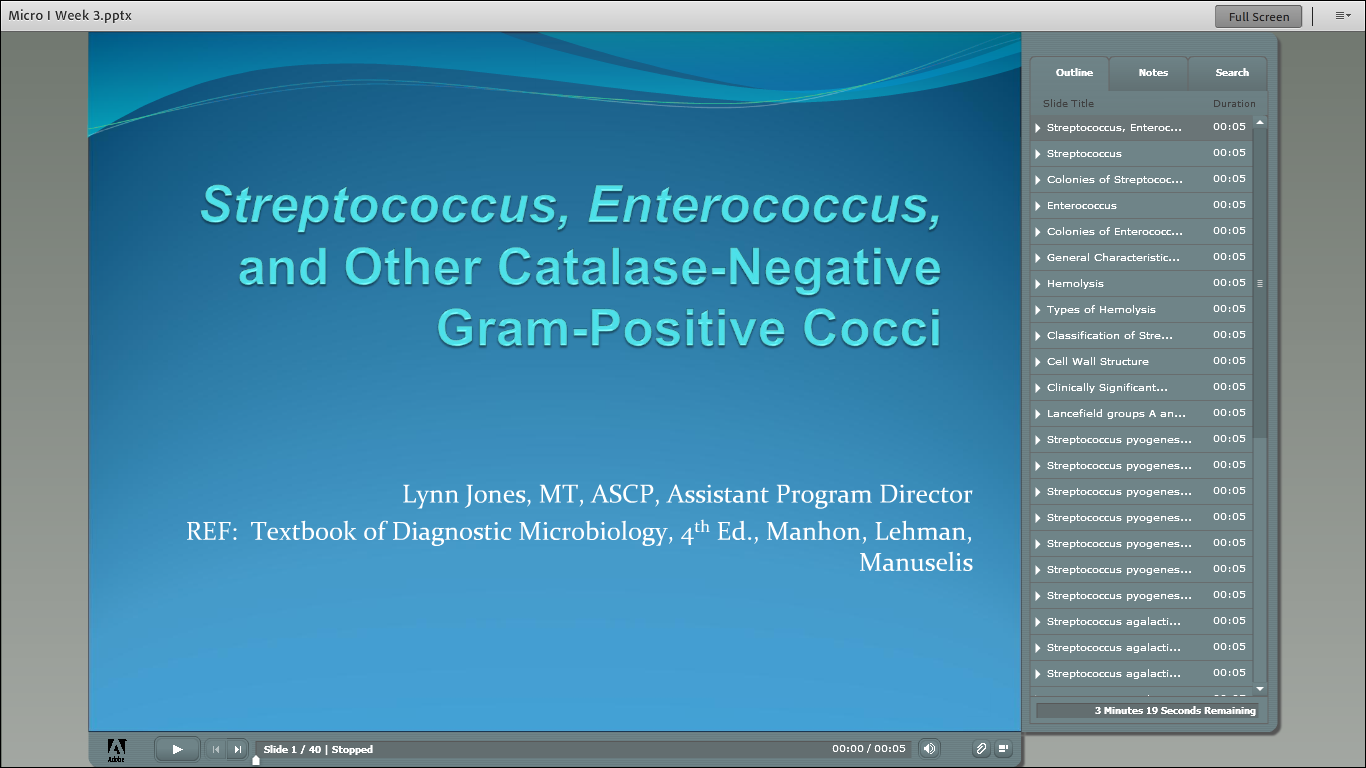 Micro I Week 3.pptx
Full Screen
Streptococcus, Enterococcus,
and Other Catalase-Negative
Gram-Positive Cocci
Lynn Jones, MT, ASCP, Assistant Program Director
REF: Textbook of Diagnostic Microbiology, 4th Ed., Manhon, Lehman,
Manuselis
Outline Notes Search
Slide Title Duration
Streptococcus, Enteroc... 00:05
Streptococcus 00:05
Colonies of Streptococ... 00:05
Enterococcus 00:05
Colonies of Enterococc... 00:05
General Characteristic... 00:05
Hemolysis 00:05
Types of Hemolysis 00:05
Classification of Stre... 00:05
Cell Wall Structure 00:05
Clinically Significant... 00:05
Lancefield groups A an... 00:05
Streptococcus pyogenes... 00:05
Streptococcus pyogenes... 00:05
Streptococcus pyogenes... 00:05
Streptococcus pyogenes... 00:05
Streptococcus pyogenes... 00:05
Streptococcus pyogenes... 00:05
Streptococcus pyogenes... 00:05
Streptococcus agalacti... 00:05
Streptococcus agalacti... 00:05
Streptococcus agalacti... 00:05
3 Minutes 19 Seconds Remaining
Adobe
Slide 1 / 40 | Stopped
00:00 / 00:05